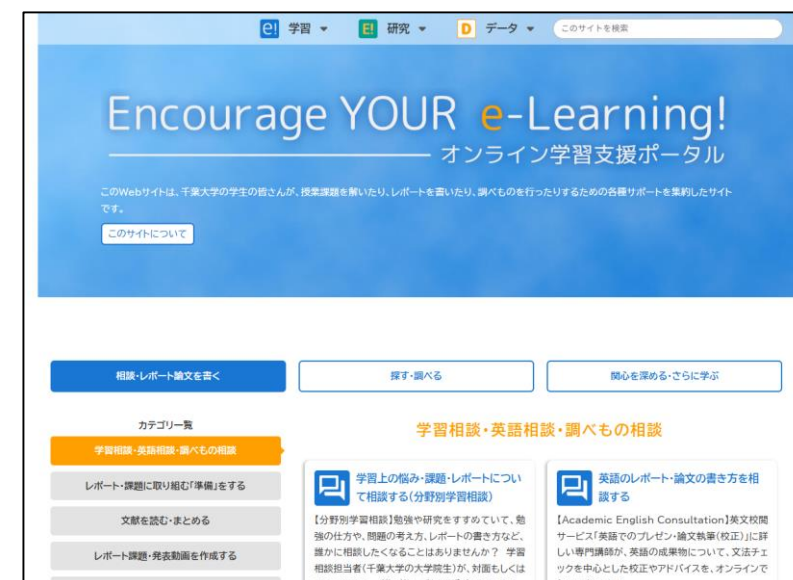 e! 学習
E! 研究
D データ
このサイトを検索
Encourage YOUR e-Learning!
オンライン学習支援ポータル
このWebサイトは、千葉大学の学生の皆さんが、授業課題を解いたり、レポートを書いたり、調べものを行ったりするための各種サポートを集約したサイト
です。
このサイトについて
相談・レポート論文を書く
探す・調べる
関心を深める・さらに学ぶ
カテゴリ一覧
学習相談・英語相談・調べもの相談
レポート・課題に取り組む「準備」をする
文献を読む・まとめる
レポート課題・発表動画を作成する
学習相談・英語相談・調べもの相談
学習上の悩み・課題・レポートについ
て相談する(分野別学習相談)
【分野別学習相談】勉強や研究をすすめていて、勉
強の仕方や、問題の考え方、レポートの書き方など、
誰かに相談したくなることはありませんか? 学習
相談担当者(千葉大学の大学院生)が、対面もしくは
英語のレポート・論文の書き方を相
談する
【Academic English Consultation】英文校閲
サービス「英語でのプレゼン・論文執筆(校正)」に詳
しい専門講師が、英語の成果物について、文法チェ
ックを中心とした校正やアドバイスを、オンラインで